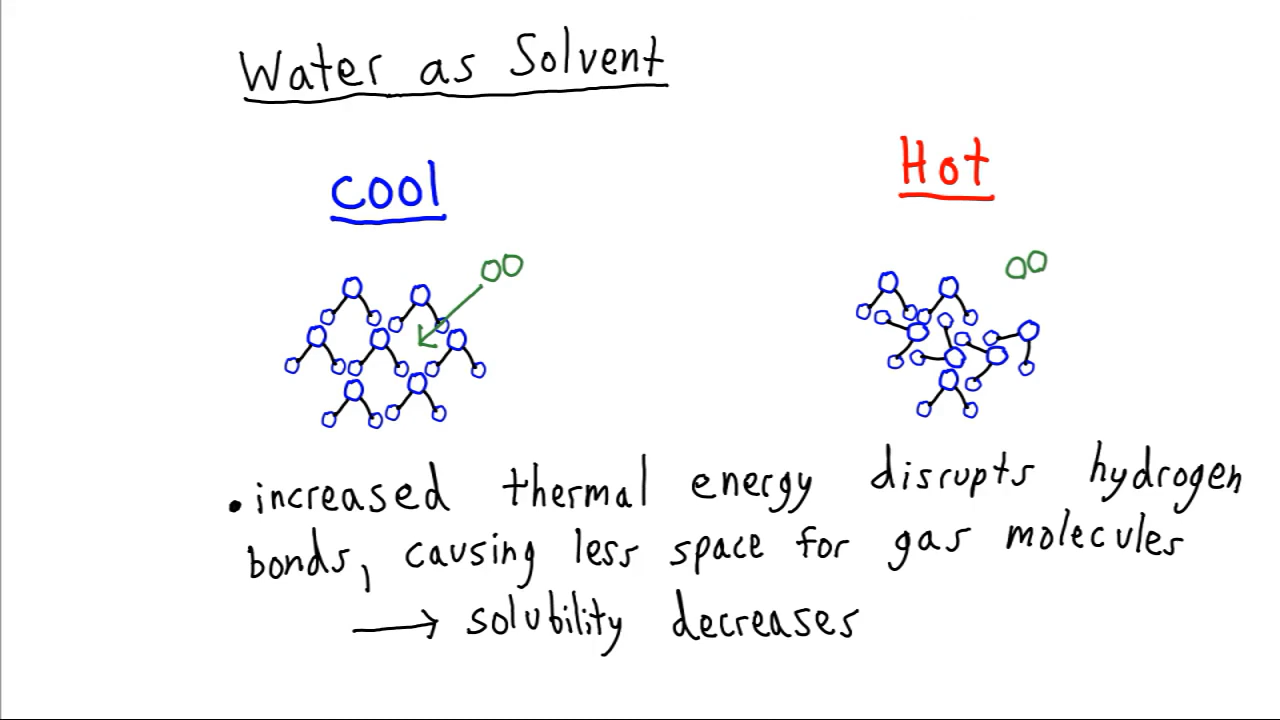 Water as Solvent
Cool
Hot
• increased thermal energy disrupts hydrogen
bonds, causing less space for gas molecules
⟶ solubility decreases